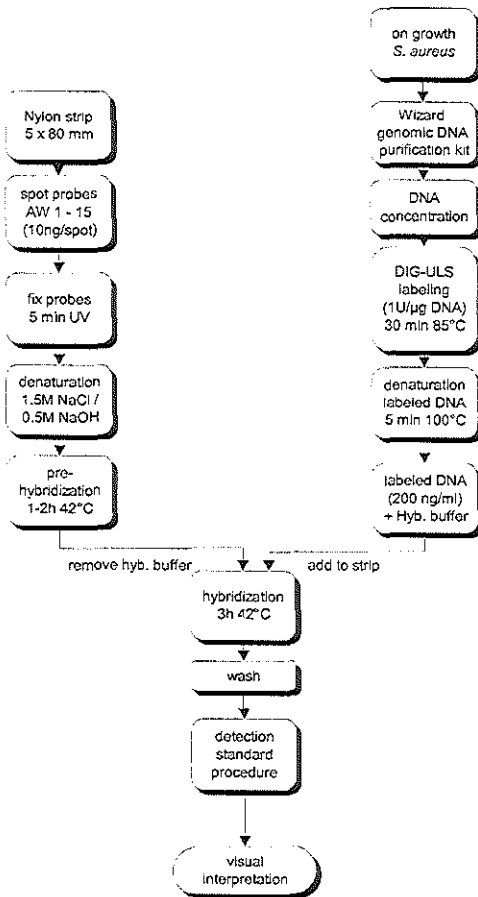 on growth
S. aureus
Nylon strip
5 x 80 mm
Wizard
genomic DNA
purification kit
spot probes
AW 1 - 15
(10ng/spot)
DNA
concentration
fix probes
5 min UV
DIG-ULS
labeling
(1U/µg DNA)
30 min 85°C
denaturation
1.5M NaCl /
0.5M NaOH
denaturation
labeled DNA
5 min 100°C
pre-
hybridization
1-2h 42°C
labeled DNA
(200 ng/ml)
+ Hyb. buffer
remove hyb. buffer
add to strip
hybridization
3h 42°C
wash
detection
standard
procedure
visual
interpretation